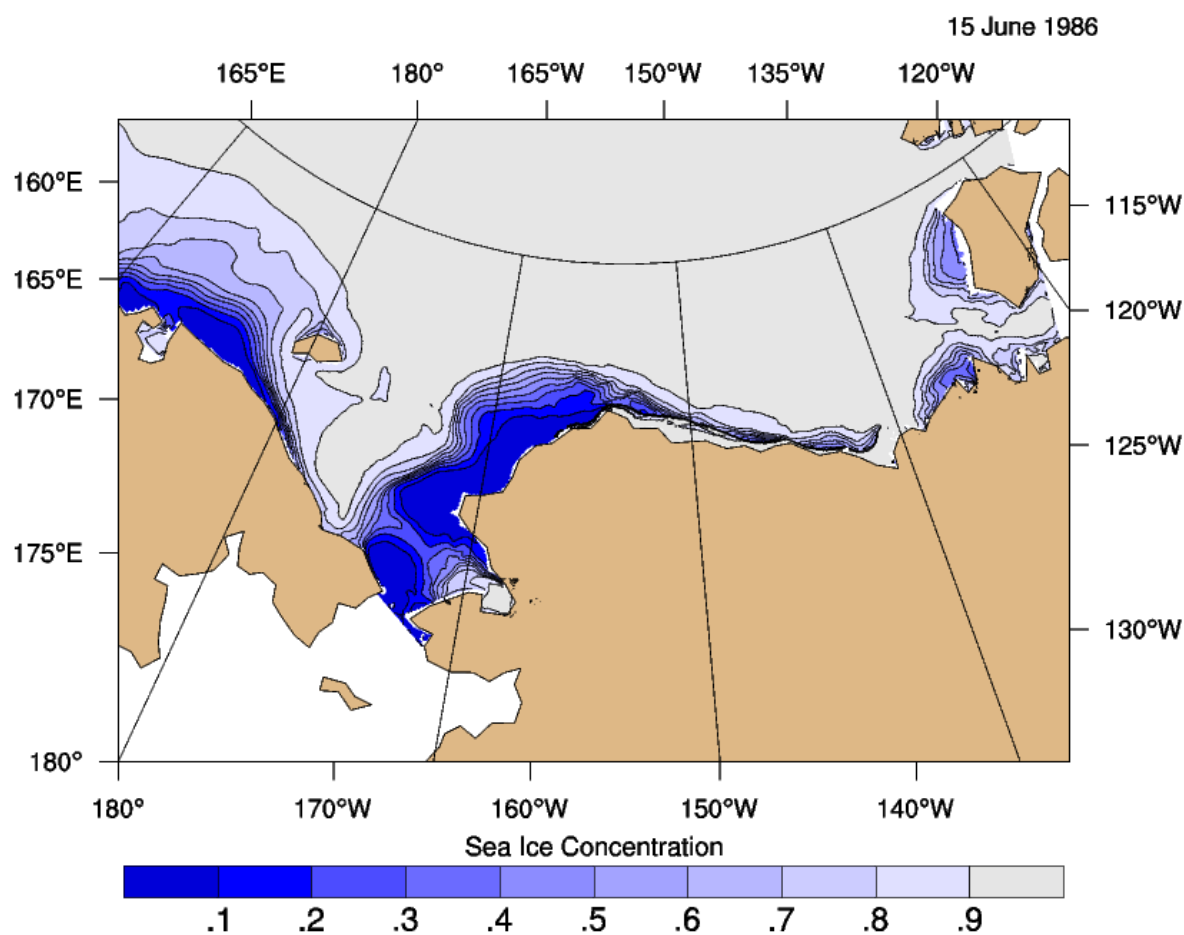 15 June 1986
165°E 180° 165°W 150°W 135°W 120°W
160°E
115°W
165°E
120°W
170°E
125°W
175°E
130°W
180°
180° 170°W 160°W 150°W 140°W
Sea Ice Concentration
.1 .2 .3 .4 .5 .6 .7 .8 .9